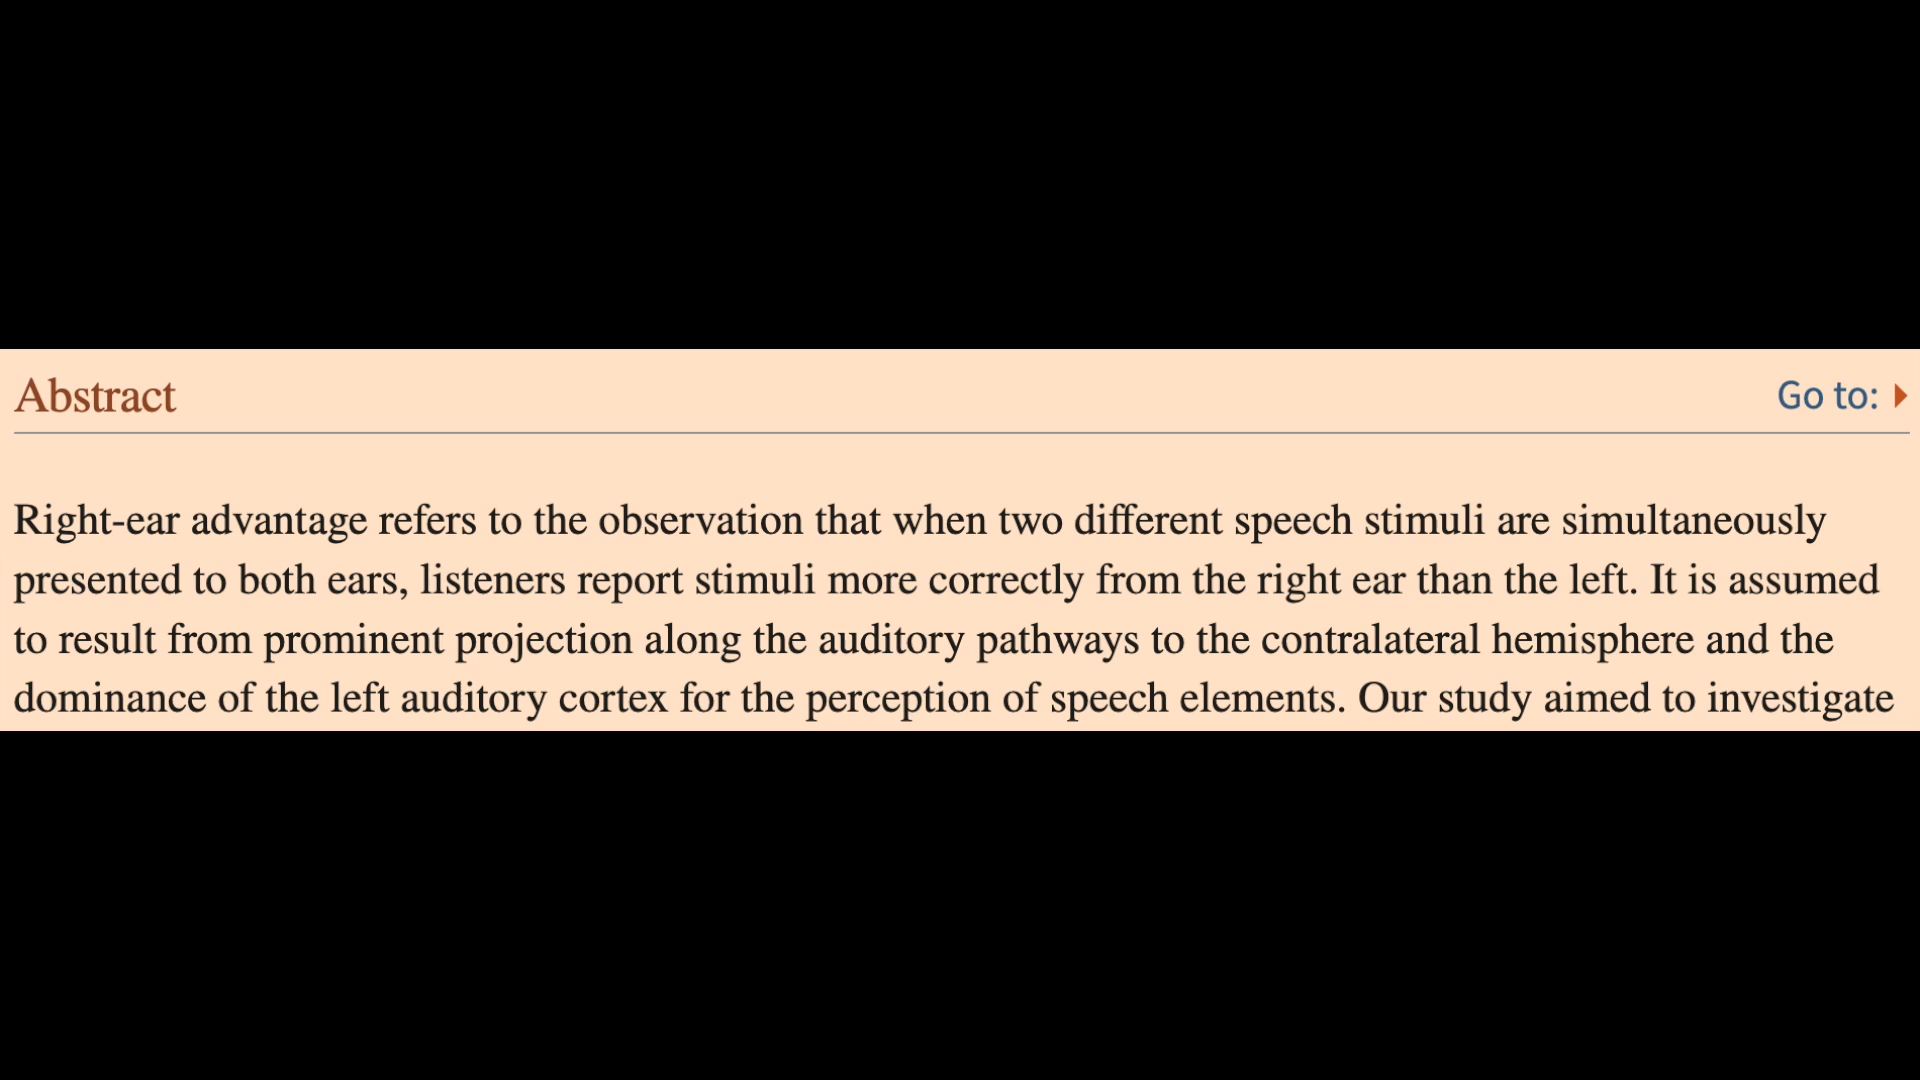 Abstract
Go to:
Right-ear advantage refers to the observation that when two different speech stimuli are simultaneously
presented to both ears, listeners report stimuli more correctly from the right ear than the left. It is assumed
to result from prominent projection along the auditory pathways to the contralateral hemisphere and the
dominance of the left auditory cortex for the perception of speech elements. Our study aimed to investigate